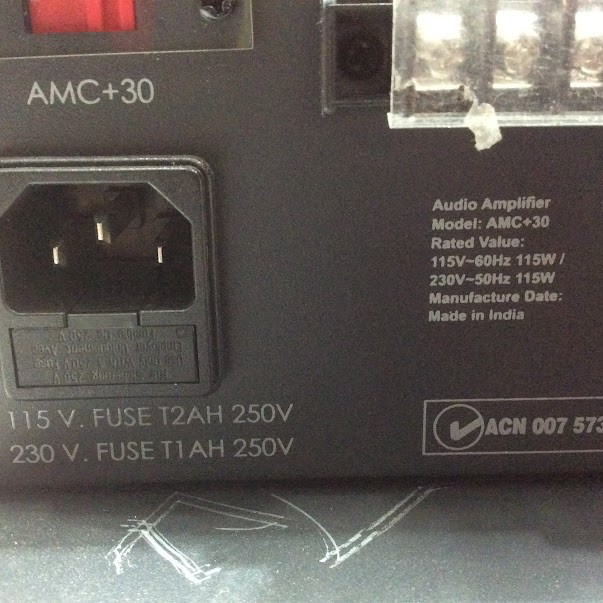 AMC+30
Audio Amplifier
Model: AMC+30
Rated Value:
115V~60Hz 115W /
230V~50Hz 115W
Manufacture Date:
Made in India
115 V. FUSE T2AH 250V
230 V. FUSE T1AH 250V
ACN 007 573